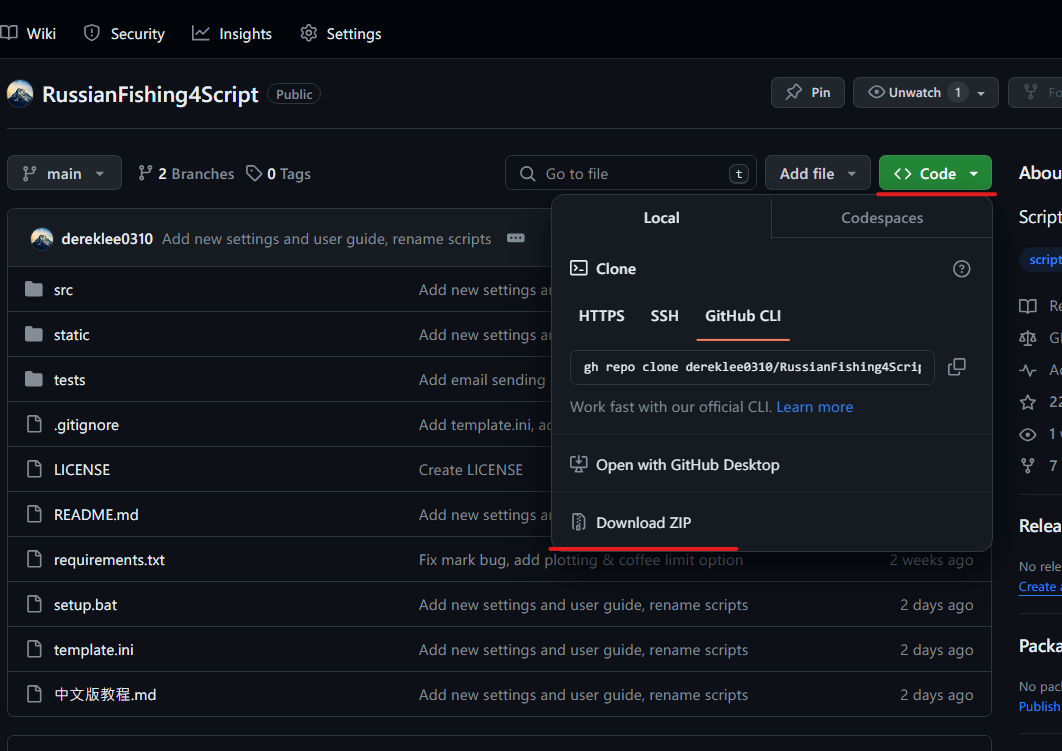 Wiki Security Insights Settings
RussianFishing4Script Public Pin Unwatch 1 Fo
main 2 Branches 0 Tags Go to file t Add file Code Abou
Local Codespaces
Script
dereklee0310 Add new settings and user guide, rename scripts
Clone
script
src Add new settings an
HTTPS SSH GitHub CLI
static Add new settings an
gh repo clone dereklee0310/RussianFishing4Scrip
tests Add email sending
Work fast with our official CLI. Learn more
.gitignore Add template.ini, ad
LICENSE Create LICENSE
Open with GitHub Desktop
README.md Add new settings an
Download ZIP
requirements.txt Fix mark bug, add plotting & coffee limit option 2 weeks ago
setup.bat Add new settings and user guide, rename scripts 2 days ago
template.ini Add new settings and user guide, rename scripts 2 days ago
中文版教程.md Add new settings and user guide, rename scripts 2 days ago
Re
Ac
22
1
7
Relea
No rele
Create a
Packa
No pac
Publish